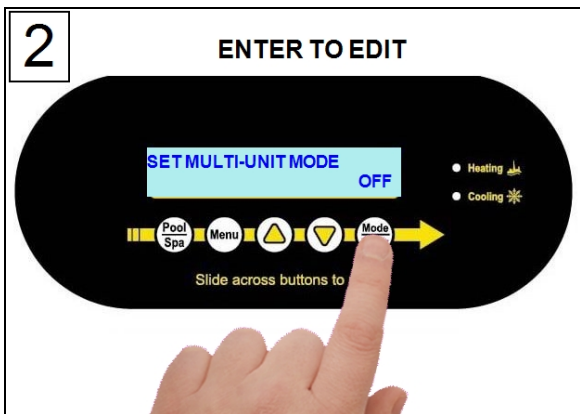 2
ENTER TO EDIT
SET MULTI-UNIT MODE
OFF
Heating
Cooling
Pool
Spa
Menu
Mode
Slide across buttons to